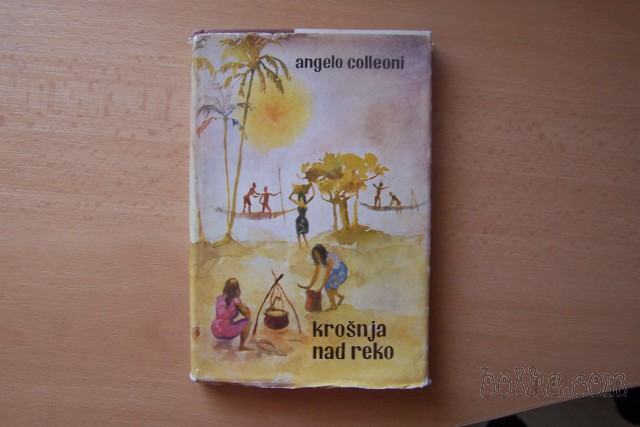 angelo colleoni
krošnja
nad reko
bolha.com